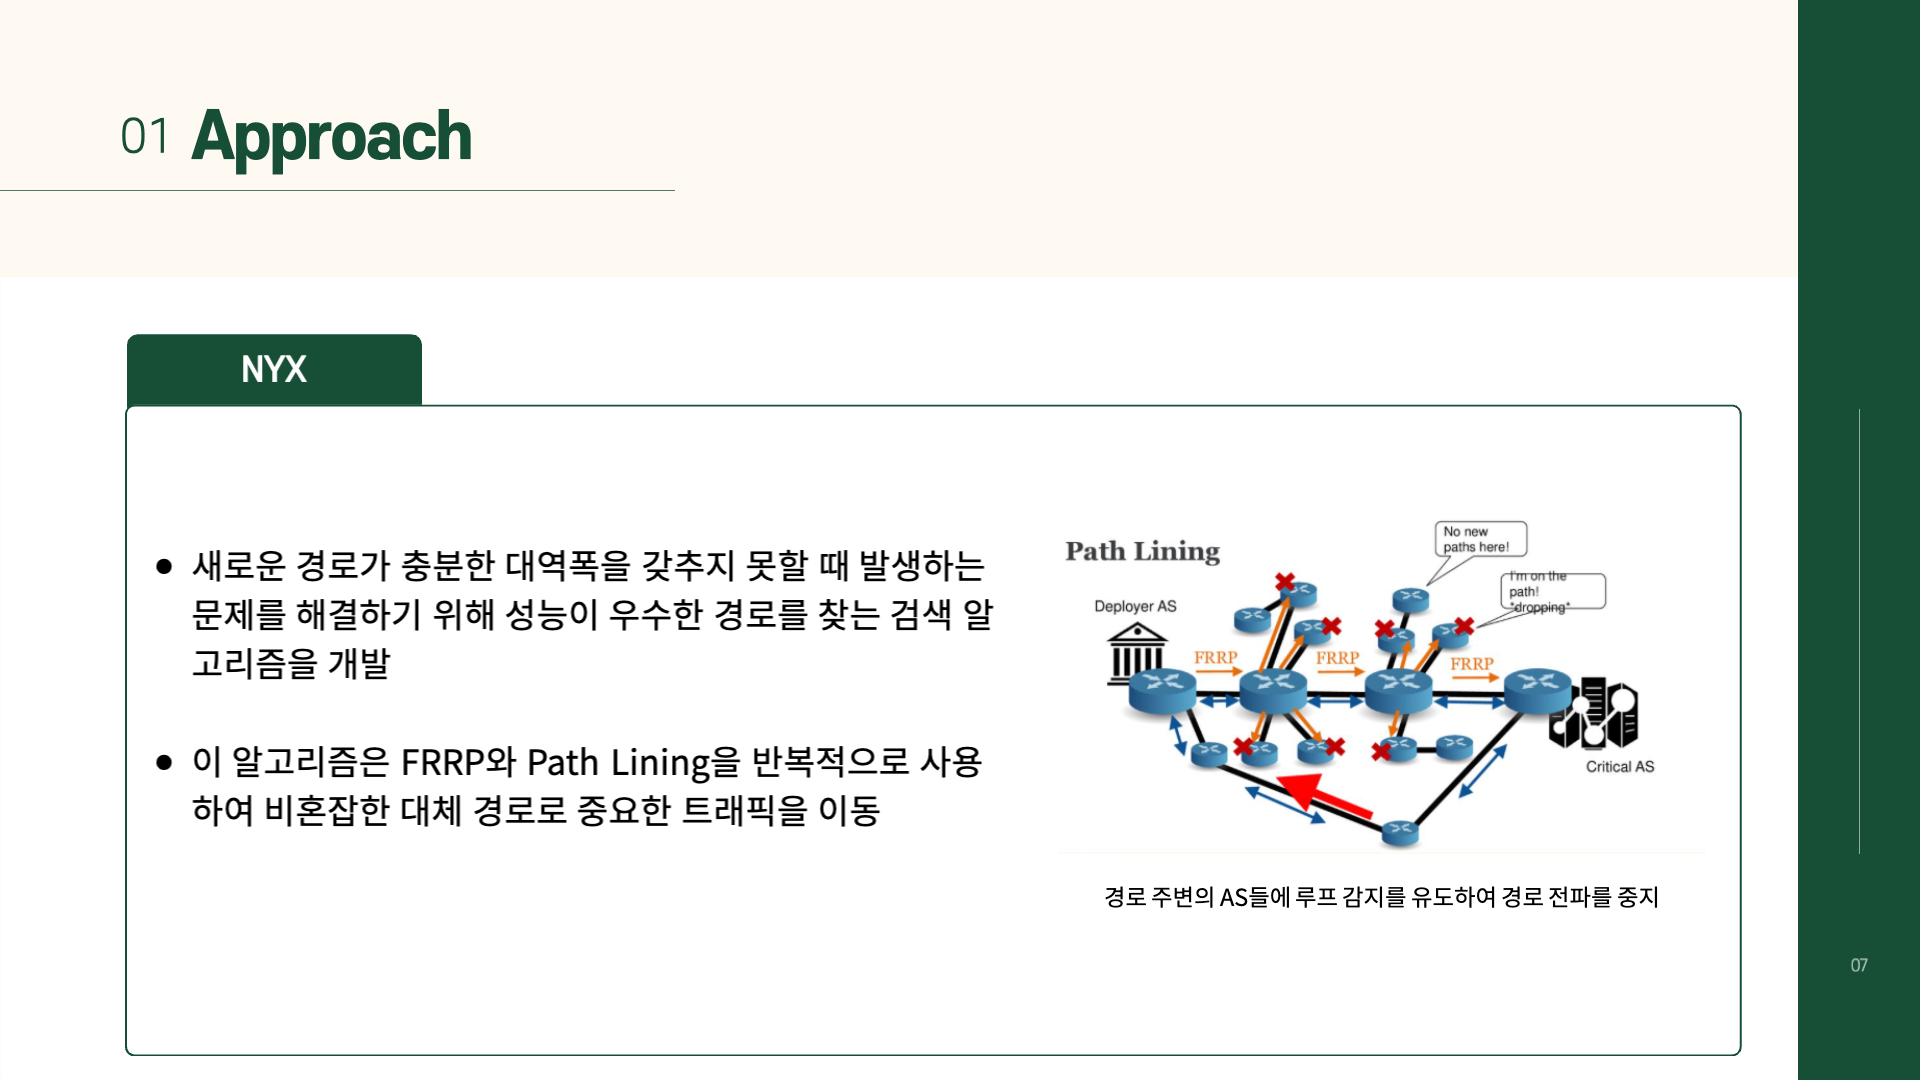 01 Approach
NYX
● 새로운 경로가 충분한 대역폭을 갖추지 못할 때 발생하는
문제를 해결하기 위해 성능이 우수한 경로를 찾는 검색 알
고리즘을 개발
● 이 알고리즘은 FRRP와 Path Lining을 반복적으로 사용
하여 비혼잡한 대체 경로로 중요한 트래픽을 이동
Path Lining
No new
paths here!
I'm on the
path!
*dropping*
Deployer AS
FRRP
FRRP
FRRP
Critical AS
경로 주변의 AS들에 루프 감지를 유도하여 경로 전파를 중지
07